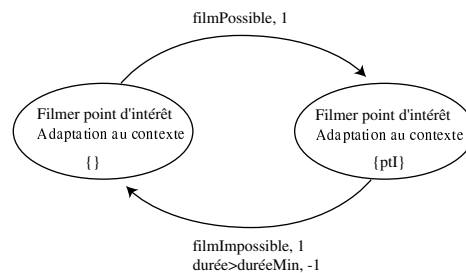 filmPossible, 1
Filmer point d'intérêt
Adaptation au contexte
{}
Filmer point d'intérêt
Adaptation au contexte
{ptI}
filmImpossible, 1
durée>duréeMin, -1